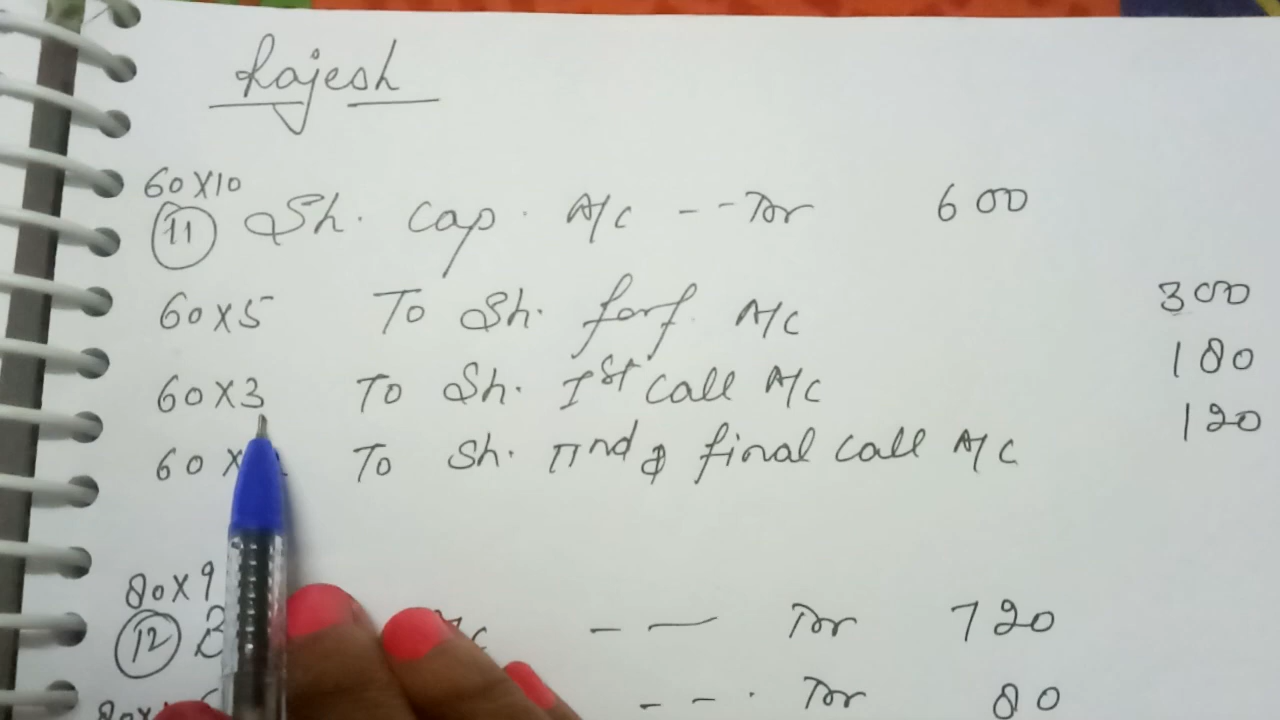 Rajesh
60X10
11 Sh. cap. A/c - - Dr 600
60X5 To Sh. forf. A/c 300
60X3 To Sh. Ist call A/c 180
60X To Sh. IInd & final call A/c 120
80X9
12 B - — Dr 720
- - . Dr 80